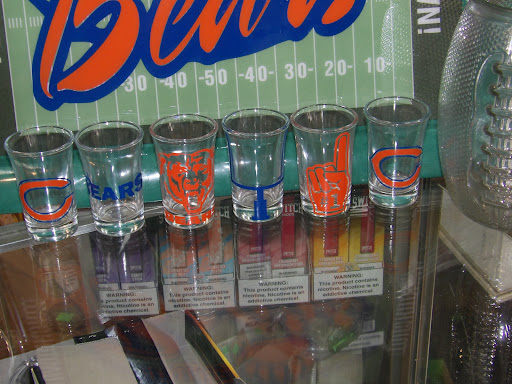 Bears
30 -40 -50 -40- 30- 20- 10
C
BEARS
C
WARNING:
This product contains
nicotine. Nicotine is an
addictive chemical.
WARNING:
This product contains
nicotine. Nicotine is an
addictive chemical.
WARNING:
This product contains
nicotine. Nicotine is an
addictive chemical.
WARNING:
This product contains
nicotine. Nicotine is an
addictive chemical.